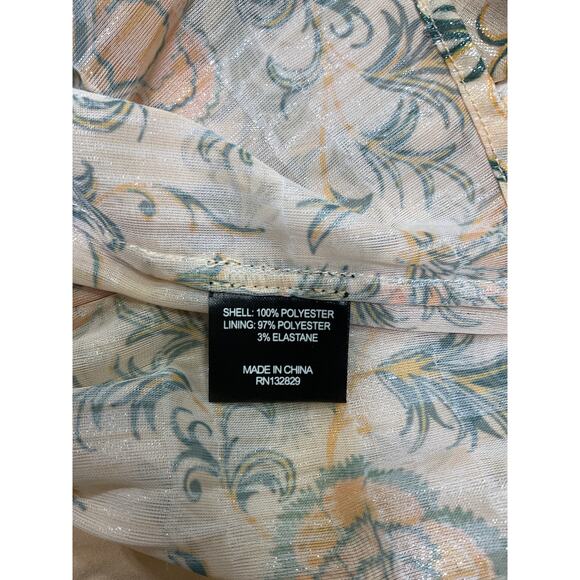 SHELL: 100% POLYESTER
LINING: 97% POLYESTER
3% ELASTANE
MADE IN CHINA
RN132829